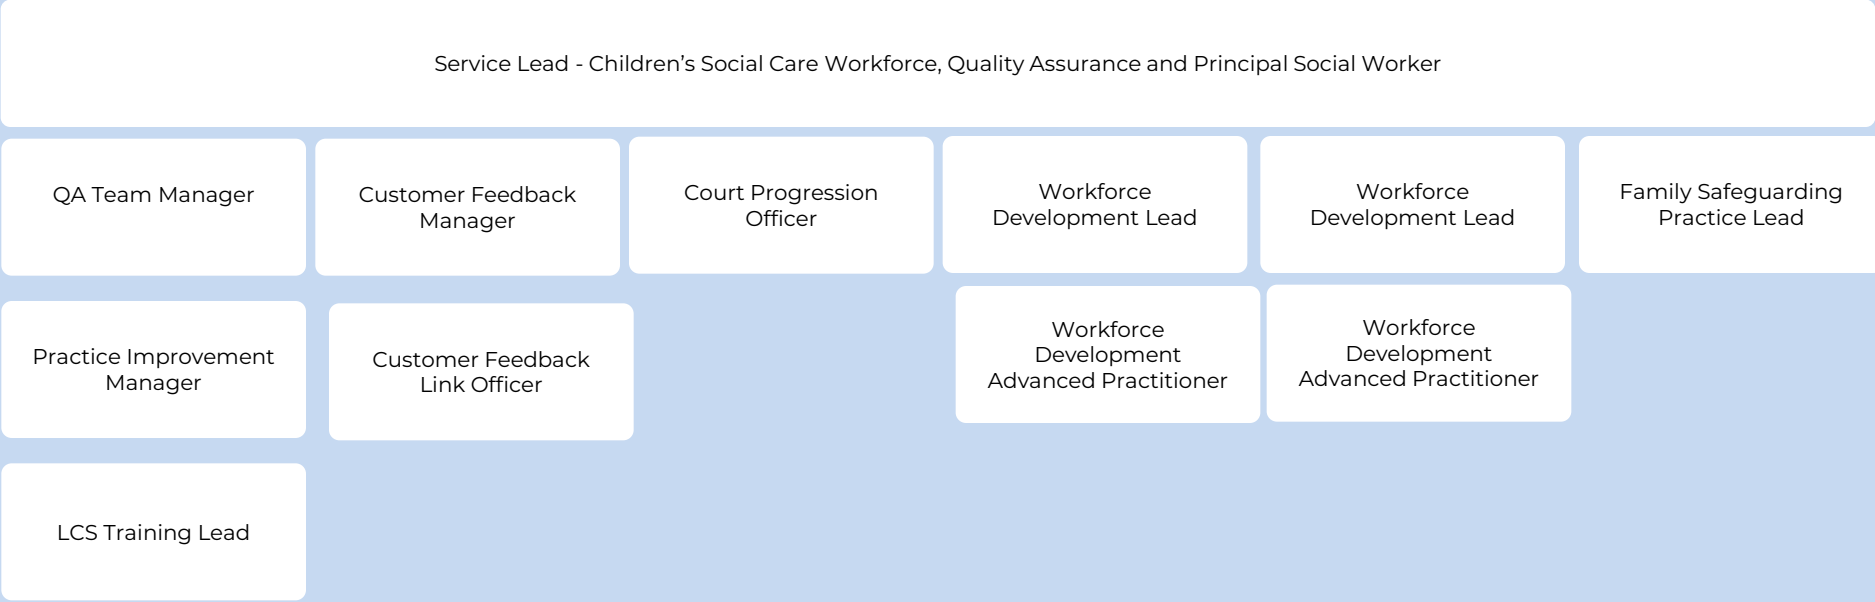 Service Lead - Children’s Social Care Workforce, Quality Assurance and Principal Social Worker
QA Team Manager
Customer Feedback
Manager
Court Progression
Officer
Workforce
Development Lead
Workforce
Development Lead
Family Safeguarding
Practice Lead
Practice Improvement
Manager
Customer Feedback
Link Officer
Workforce
Development
Advanced Practitioner
Workforce
Development
Advanced Practitioner
LCS Training Lead